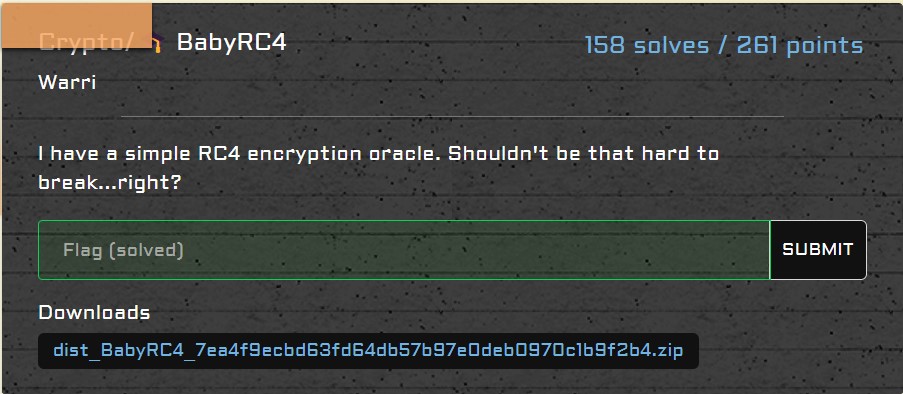 Crypto/ BabyRC4
158 solves / 261 points
Warri
I have a simple RC4 encryption oracle. Shouldn't be that hard to
break...right?
Flag (solved)
SUBMIT
Downloads
dist_BabyRC4_7ea4f9ecbd63fd64db57b97e0deb0970c1b9f2b4.zip